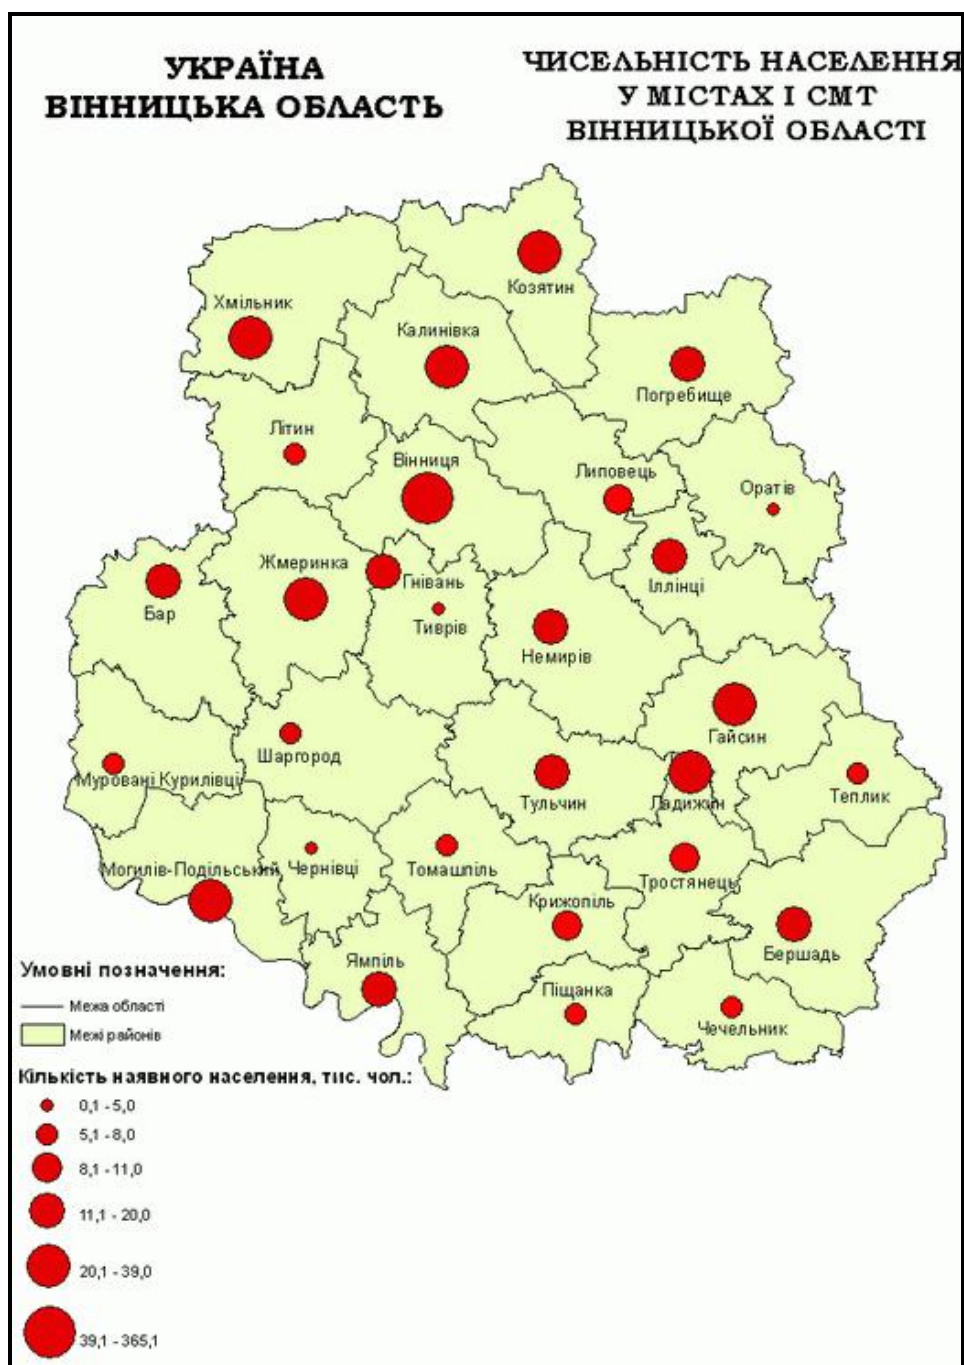 УКРАЇНА
ВІННИЦЬКА ОБЛАСТЬ
ЧИСЕЛЬНІСТЬ НАСЕЛЕННЯ
У МІСТАХ І СМТ
ВІННИЦЬКОЇ ОБЛАСТІ
Козятин
Хмільник
Калинівка
Погребище
Літин
Вінниця
Липовець
Оратів
Жмеринка
Гнівань
Іллінці
Бар
Тиврів
Немирів
Гайсин
Шаргород
Муровані Курилівці
Тульчин
Ладижин
Теплик
Могилів-Подільський
Чернівці
Томашпіль
Тростянець
Крижопіль
Бершадь
Ямпіль
Піщанка
Чечельник
Умовні позначення:
Межа області
Межі районів
Кількість наявного населення, тис. чол.:
0,1 - 5,0
5,1 - 8,0
8,1 - 11,0
11,1 - 20,0
20,1 - 39,0
39,1 - 365,1